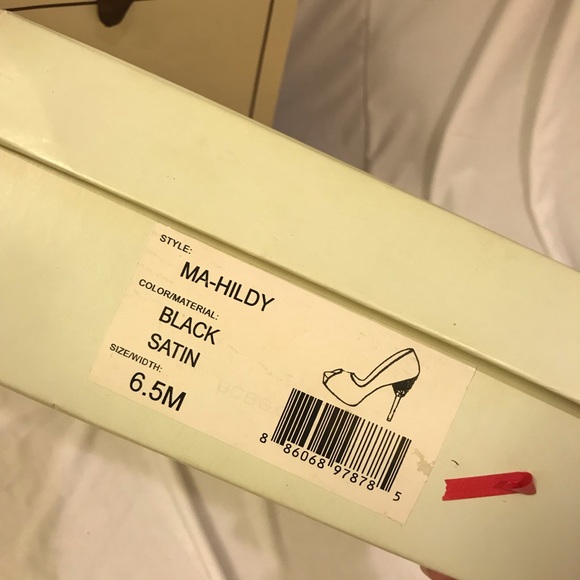 STYLE:
MA-HILDY
COLOR/MATERIAL:
BLACK
SATIN
SIZE/WIDTH:
6.5M
8 86068 97878 5